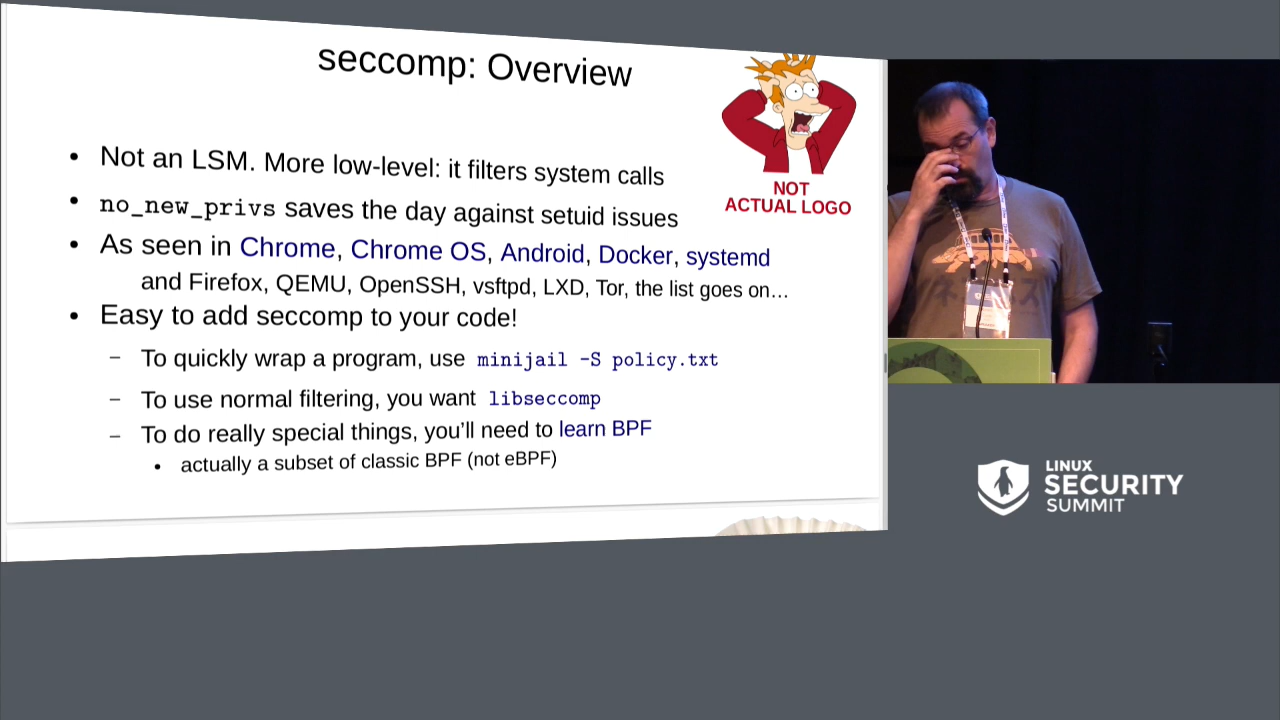 seccomp: Overview
NOT
ACTUAL LOGO
• Not an LSM. More low-level: it filters system calls
• no_new_privs saves the day against setuid issues
• As seen in Chrome, Chrome OS, Android, Docker, systemd
and Firefox, QEMU, OpenSSH, vsftpd, LXD, Tor, the list goes on...
• Easy to add seccomp to your code!
– To quickly wrap a program, use minijail -S policy.txt
– To use normal filtering, you want libseccomp
– To do really special things, you’ll need to learn BPF
• actually a subset of classic BPF (not eBPF)
LINUX
SECURITY
SUMMIT